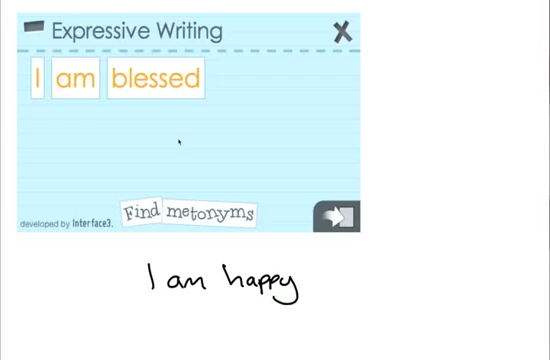 Expressive Writing
I am blessed
Find metonyms
developed by Interface3.
I am happy